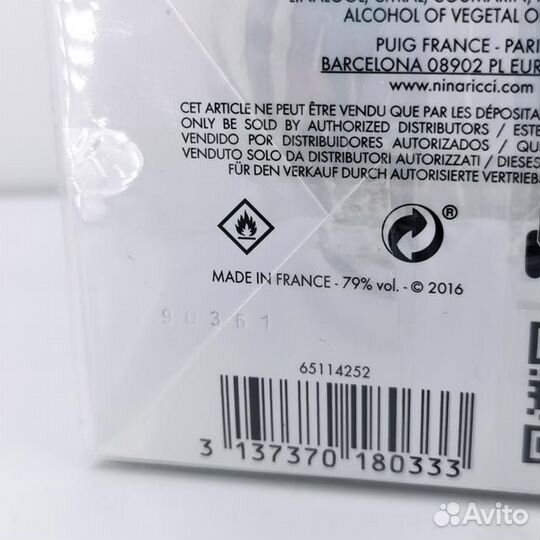 LINALOOL, CITRAL, COUMARIN,
ALCOHOL OF VEGETAL
PUIG FRANCE - PARI
BARCELONA 08902 PL EUR
www.ninaricci.com
CET ARTICLE NE PEUT ÊTRE VENDU QUE PAR LES DÉPOSITA
ONLY BE SOLD BY AUTHORIZED DISTRIBUTORS / ESTE
VENDIDO POR DISTRIBUIDORES AUTORIZADOS / QU
VENDUTO SOLO DA DISTRIBUTORI AUTORIZZATI / DIESES
FÜR DEN VERKAUF DURCH AUTORISIERTE VERTRIEB
®
MADE IN FRANCE - 79% vol. - © 2016
90361
65114252
3 137370 180333
Avito